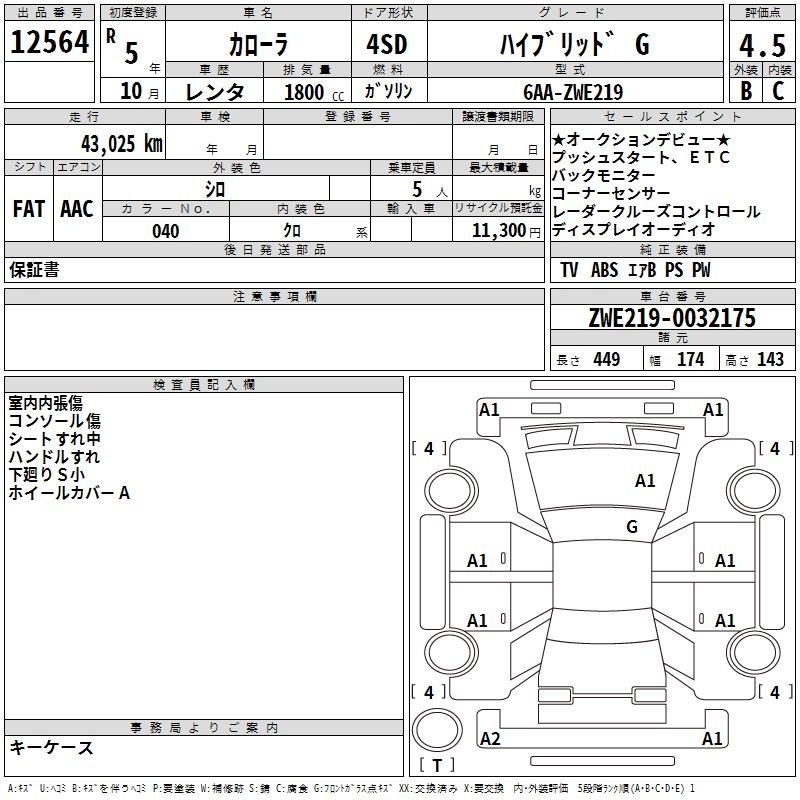 出品番号 初度登録 車名 ドア形状 グレード 評価点
12564 R 5 年 カローラ 4SD ﾊｲﾌﾞﾘｯﾄﾞ G 4.5
車歴 排気量 燃料 型式 外装 内装
10月 レンタ 1800 CC ｶﾞｿﾘﾝ 6AA-ZWE219 B C
走行 車検 登録番号 譲渡書類期限
43,025 km 年 月 月 日
シフト エアコン 外装色 乗車定員 最大積載量
FAT AAC ｼﾛ 5 人 kg
カラーNo. 内装色 輸入車 リサイクル預託金
040 ｸﾛ 系 11,300円
後日発送部品
保証書
セールスポイント
★オークションデビュー★
プッシュスタート、ＥＴＣ
バックモニター
コーナーセンサー
レーダークルーズコントロール
ディスプレイオーディオ
純正装備
TV ABS ｴｱB PS PW
注意事項欄
車台番号
ZWE219-0032175
諸元
長さ 449 幅 174 高さ 143
検査員記入欄
室内内張傷
コンソール傷
シートすれ中
ハンドルすれ
下廻りＳ小
ホイールカバーＡ
事務局よりご案内
キーケース
A1 A1
[ 4 ] [ 4 ]
A1
G
A1 A1
A1 A1
[ 4 ] [ 4 ]
A2 A1
[ T ]
A:ｷｽﾞ U:ﾍｺﾐ B:ｷｽﾞを伴うﾍｺﾐ P:要塗装 W:補修跡 S:錆 C:腐食 G:ﾌﾛﾝﾄｶﾞﾗｽ点ｷｽﾞ XX:交換済み X:要交換 内･外装評価 5段階ﾗﾝｸ順(A･B･C･D･E) 1